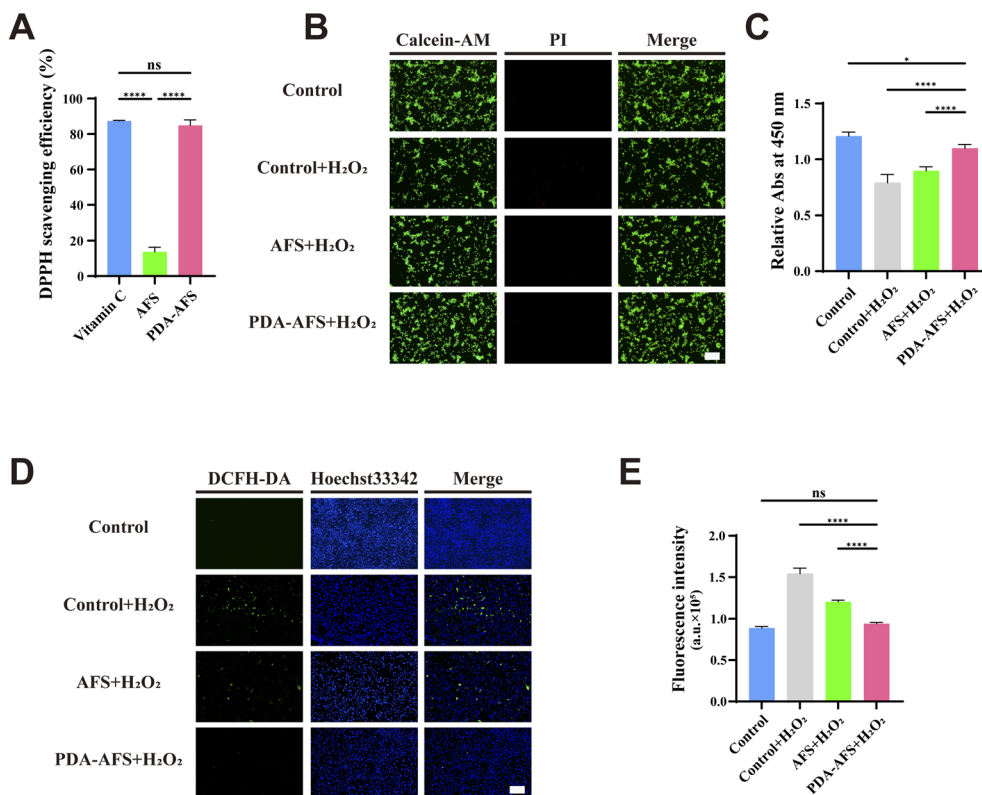 A
DPPH scavenging efficiency (%)
ns
**** ****
100
80
60
40
20
0
Vitamin C
AFS
PDA-AFS
B
Calcein-AM PI Merge
Control
Control+H₂O₂
AFS+H₂O₂
PDA-AFS+H₂O₂
C
Relative Abs at 450 nm
*
****
****
1.5
1.0
0.5
0.0
Control
Control+H₂O₂
AFS+H₂O₂
PDA-AFS+H₂O₂
D
DCFH-DA Hoechst33342 Merge
Control
Control+H₂O₂
AFS+H₂O₂
PDA-AFS+H₂O₂
E
Fluorescence intensity
(a.u.×10⁵)
ns
****
****
2.0
1.5
1.0
0.5
0.0
Control
Control+H₂O₂
AFS+H₂O₂
PDA-AFS+H₂O₂